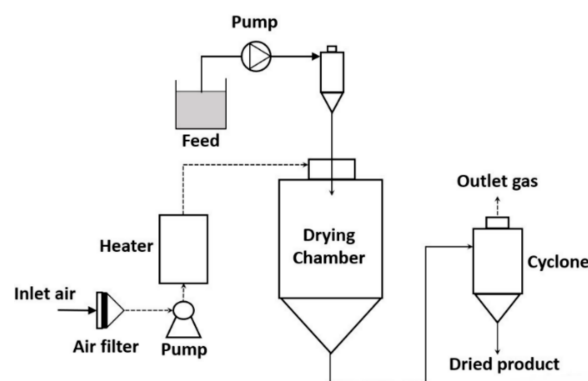 Pump
Feed
Outlet gas
Heater
Drying
Chamber
Cyclone
Inlet air
Air filter
Pump
Dried product